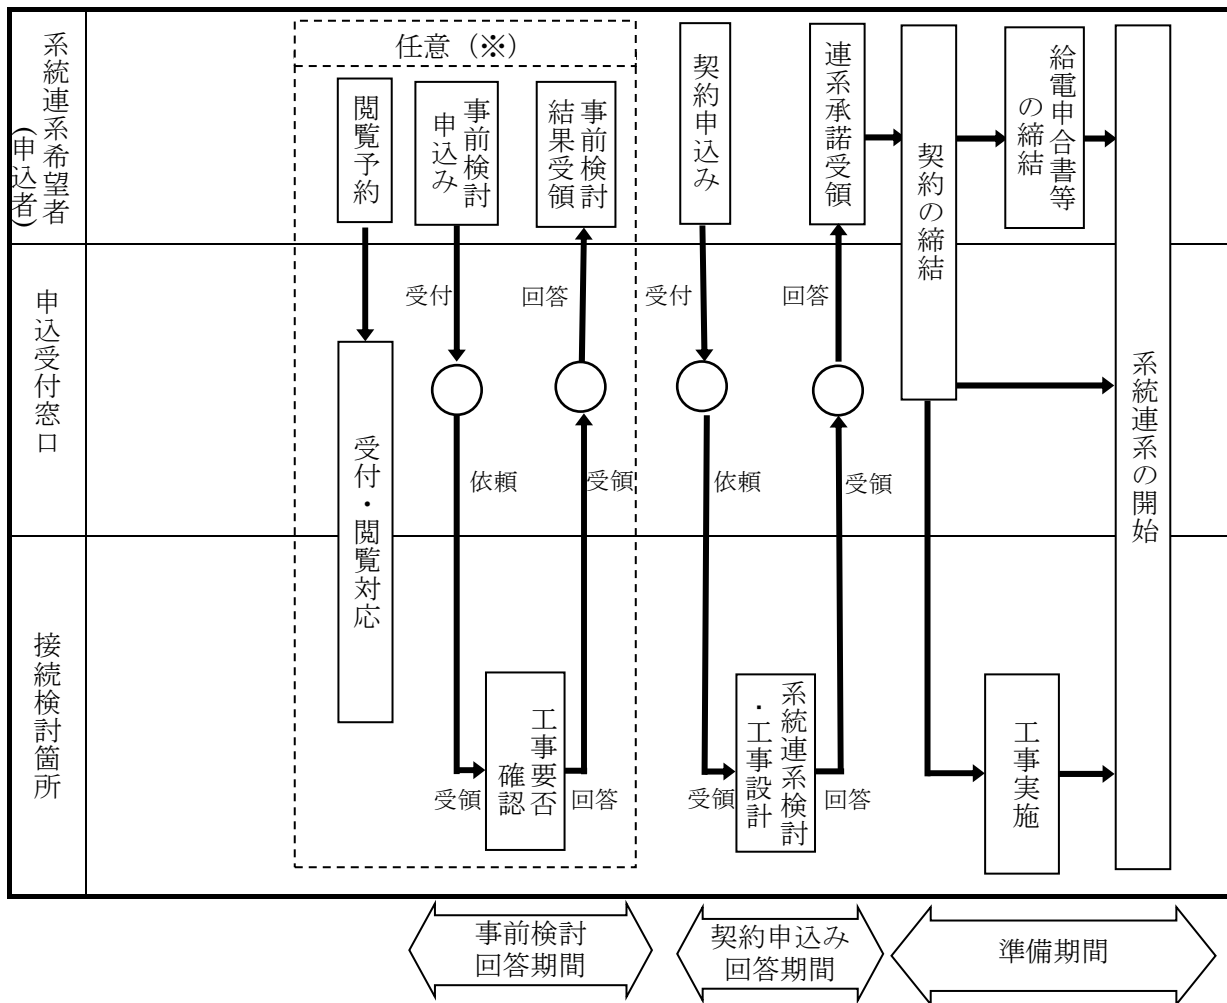 系統連系希望者
(申込者)
任意（※）
閲覧予約
事前検討
申込み
事前検討
結果受領
契約申込み
連系承諾受領
契約の締結
給電申合書等
の締結
系統連系の開始
申込受付窓口
受付
回答
受付
回答
受付・閲覧対応
依頼
受領
依頼
受領
接続検討箇所
工事要否
確認
受領
回答
系統連系検討
・工事設計
受領
回答
工事実施
事前検討
回答期間
契約申込み
回答期間
準備期間